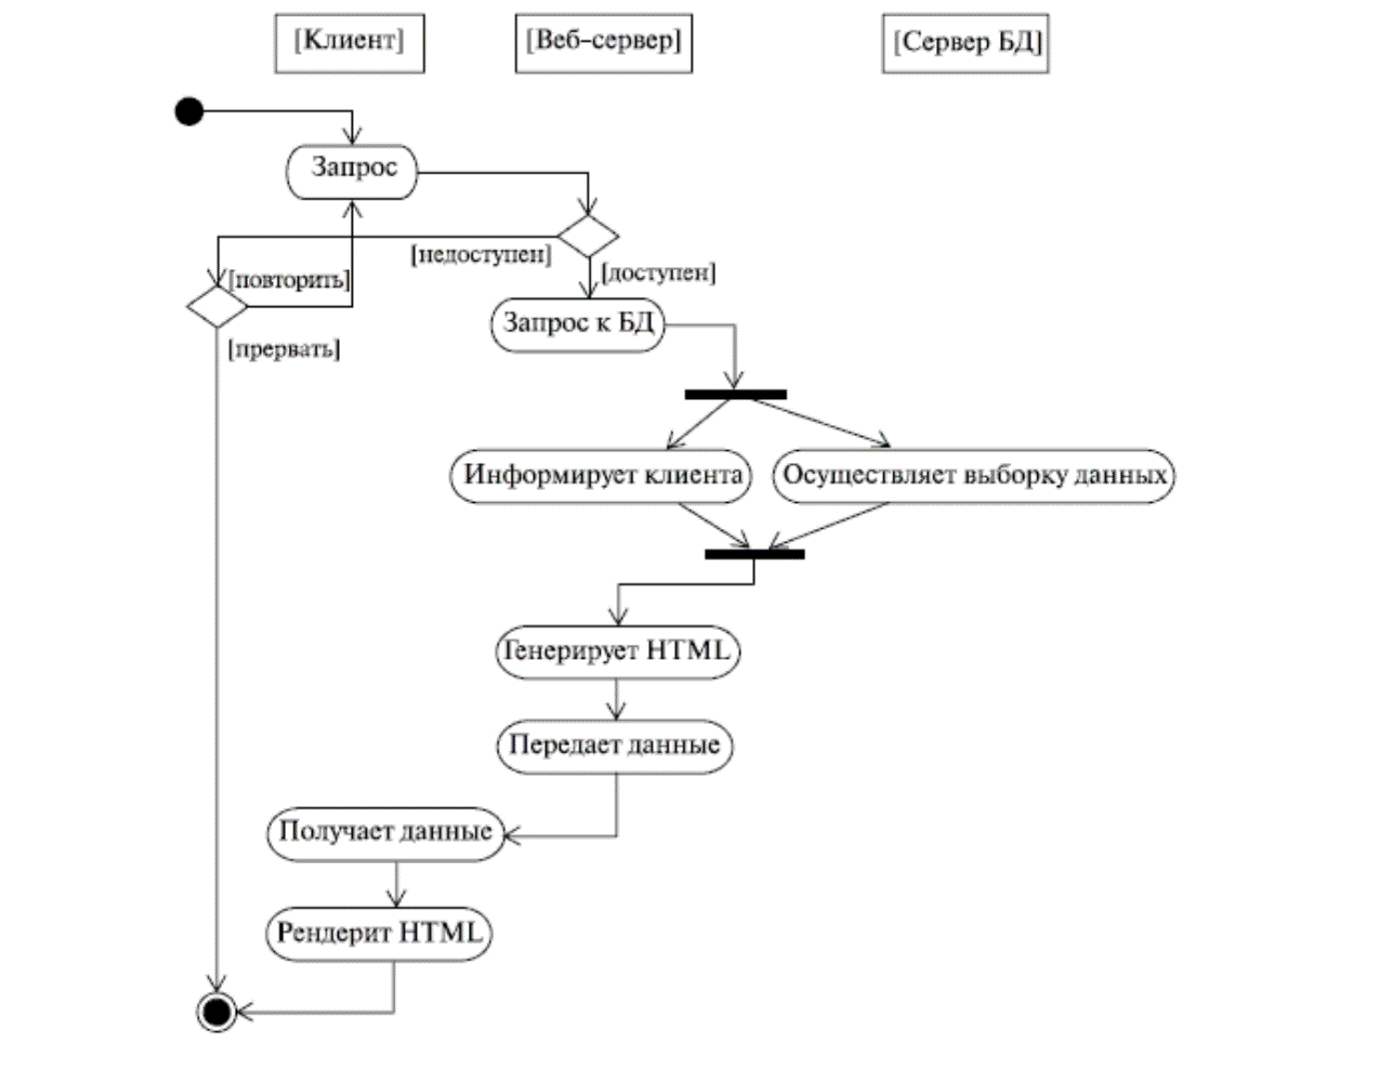 [Клиент]
[Веб-сервер]
[Сервер БД]
Запрос
[недоступен]
[доступен]
[повторить]
Запрос к БД
[прервать]
Информирует клиента
Осуществляет выборку данных
Генерирует HTML
Передает данные
Получает данные
Рендерит HTML